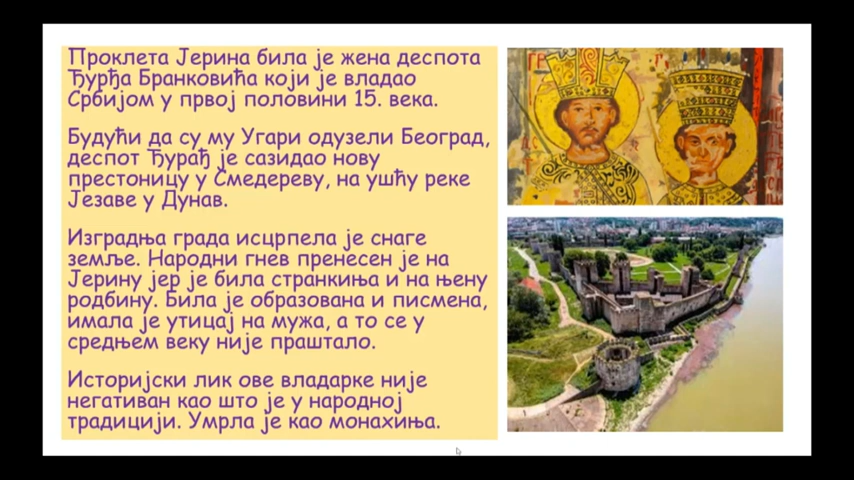 Проклета Јерина била је жена деспота
Ђурђа Бранковића који је владао
Србијом у првој половини 15. века.
Будући да су му Угари одузели Београд,
деспот Ђурађ је сазидао нову
престоницу у Смедереву, на ушћу реке
Језаве у Дунав.
Изградња града исцрпела је снаге
земље. Народни гнев пренесен је на
Јерину јер је била странкиња и на њену
родбину. Била је образована и писмена,
имала је утицај на мужа, а то се у
средњем веку није праштало.
Историјски лик ове владарке није
негативан као што је у народној
традицији. Умрла је као монахиња.